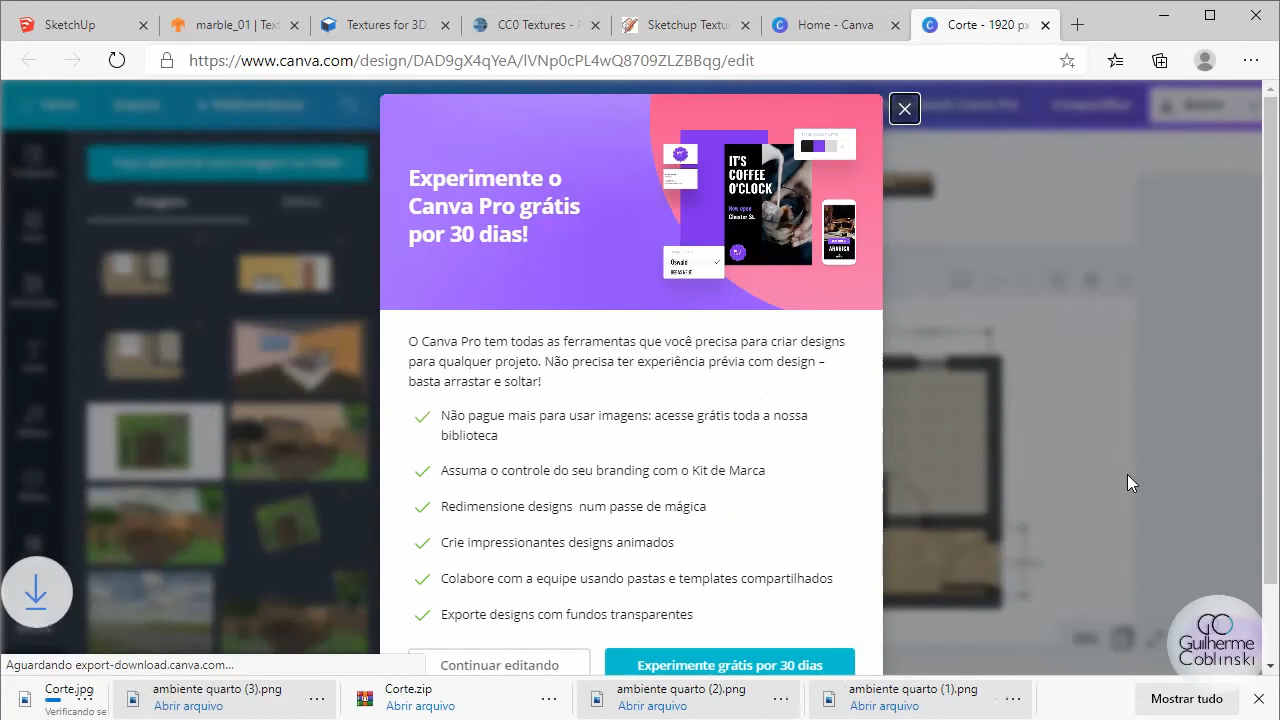 SketchUp
marble_01 | Text
Textures for 3D,
CC0 Textures - F
Sketchup Textu
Home - Canva
Corte - 1920 px
https://www.canva.com/design/DAD9gX4qYeA/lVNp0cPL4wQ8709ZLZBBqg/edit
Experimente o
Canva Pro grátis
por 30 dias!
IT'S
COFFEE
O'CLOCK
Now open
Oswald
ARABICA
O Canva Pro tem todas as ferramentas que você precisa para criar designs
para qualquer projeto. Não precisa ter experiência prévia com design –
basta arrastar e soltar!
Não pague mais para usar imagens: acesse grátis toda a nossa
biblioteca
Assuma o controle do seu branding com o Kit de Marca
Redimensione designs num passe de mágica
Crie impressionantes designs animados
Colabore com a equipe usando pastas e templates compartilhados
Exporte designs com fundos transparentes
Continuar editando
Experimente grátis por 30 dias
GC
Guilherme
Coblinski
Aguardando export-download.canva.com...
Corte.jpg
Verificando se
ambiente quarto (3).png
Abrir arquivo
Corte.zip
Abrir arquivo
ambiente quarto (2).png
Abrir arquivo
ambiente quarto (1).png
Abrir arquivo
Mostrar tudo